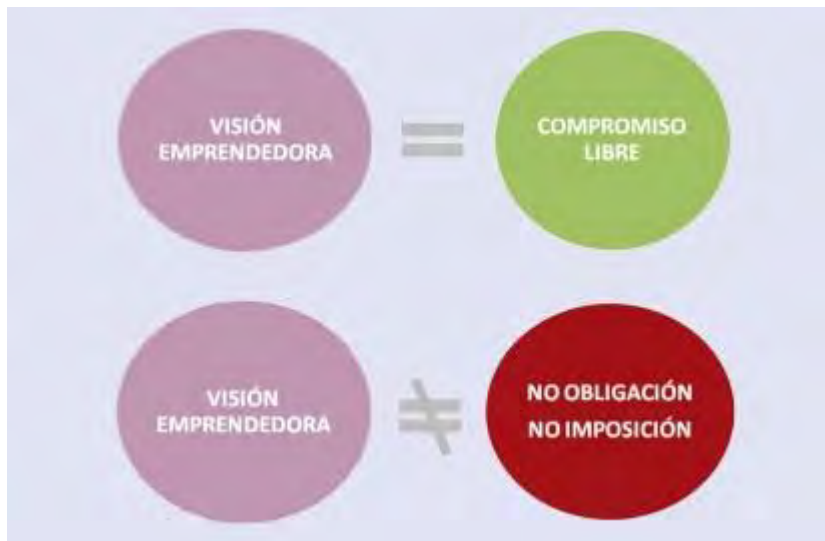 VISIÓN
EMPRENDEDORA
=
COMPROMISO
LIBRE
VISIÓN
EMPRENDEDORA
≠
NO OBLIGACIÓN
NO IMPOSICIÓN